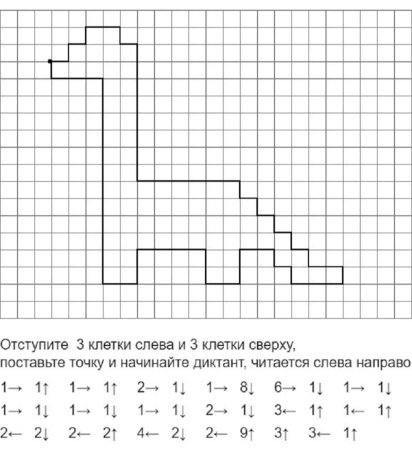 Отступите 3 клетки слева и 3 клетки сверху,
поставьте точку и начинайте диктант, читается слева направо
1→ 1↑ 1→ 1↑ 2→ 1↓ 1→ 8↓ 6→ 1↓ 1→ 1↓
1→ 1↓ 1→ 1↓ 1→ 1↓ 2→ 1↓ 3← 1↑ 1← 1↑
2← 2↓ 2← 2↑ 4← 2↓ 2← 9↑ 3↑ 3← 1↑